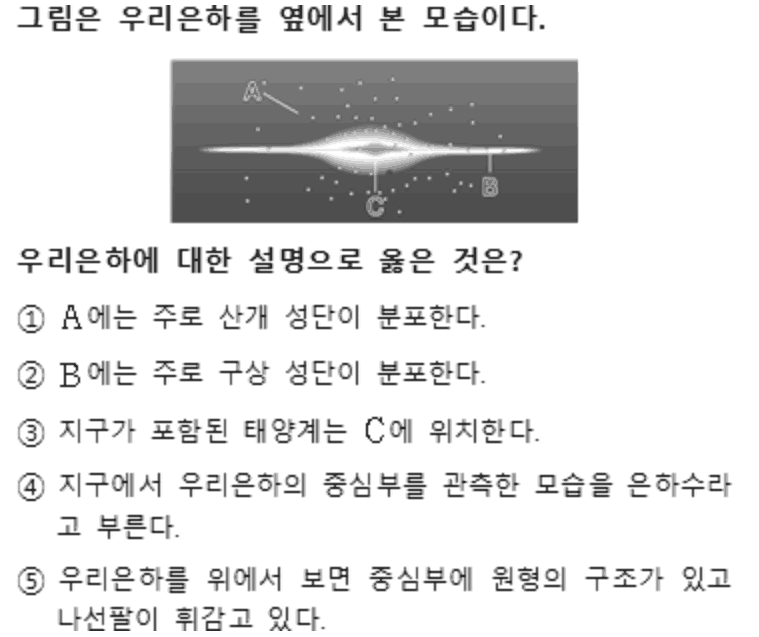 그림은 우리은하를 옆에서 본 모습이다.
A
B
C
우리은하에 대한 설명으로 옳은 것은?
① A에는 주로 산개 성단이 분포한다.
② B에는 주로 구상 성단이 분포한다.
③ 지구가 포함된 태양계는 C에 위치한다.
④ 지구에서 우리은하의 중심부를 관측한 모습을 은하수라
고 부른다.
⑤ 우리은하를 위에서 보면 중심부에 원형의 구조가 있고
나선팔이 휘감고 있다.